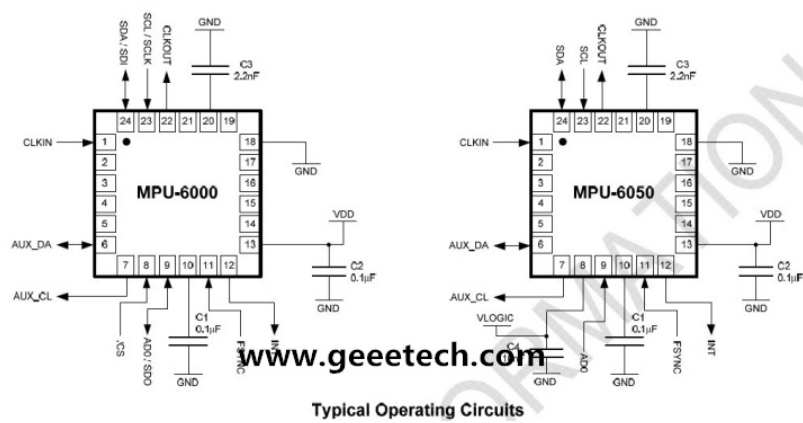 GND
GND
SDA / SDI
SCL / SCLK
CLKOUT
C3
2.2nF
SDA
SCL
CLKOUT
C3
2.2nF
24
23
22
21
20
19
24
23
22
21
20
19
CLKIN
1
18
CLKIN
1
18
2
17
GND
2
17
GND
3
MPU-6000
16
3
MPU-6050
16
4
15
4
15
5
14
VDD
5
14
VDD
AUX_DA
6
13
AUX_DA
6
13
7
8
9
10
11
12
C2
0.1µF
7
8
9
10
11
12
C2
0.1µF
AUX_CL
GND
AUX_CL
GND
/CS
AD0 / SDO
C1
0.1µF
FSYNC
INT
VLOGIC
AD0
C1
0.1µF
FSYNC
INT
www.geeetech.com
GND
GND
GND
Typical Operating Circuits